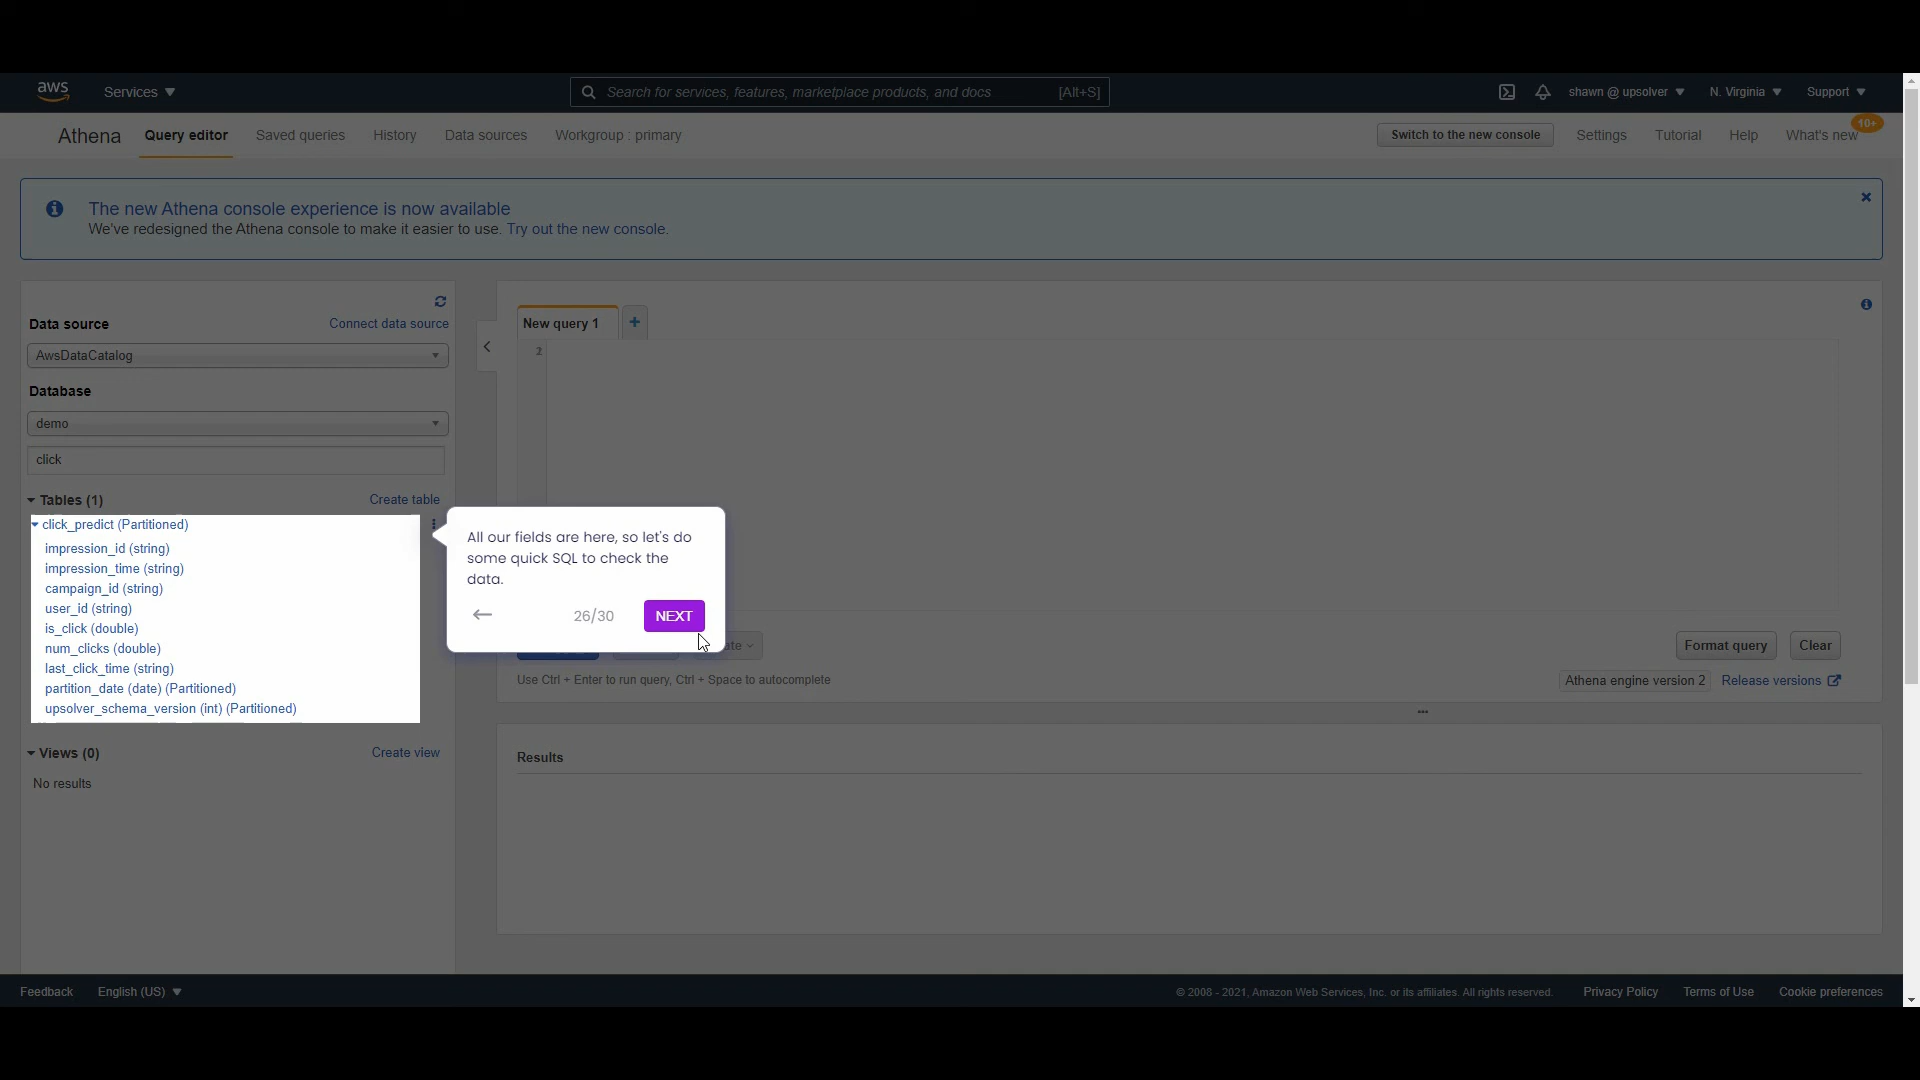 aws
Services
Search for services, features, marketplace products, and docs
[Alt+S]
shawn @ upsolver
N. Virginia
Support
Athena
Query editor
Saved queries
History
Data sources
Workgroup : primary
Switch to the new console
Settings
Tutorial
Help
What's new
10+
The new Athena console experience is now available
We've redesigned the Athena console to make it easier to use. Try out the new console.
Data source
Connect data source
AwsDataCatalog
Database
demo
click
Tables (1)
Create table
click_predict (Partitioned)
impression_id (string)
impression_time (string)
campaign_id (string)
user_id (string)
is_click (double)
num_clicks (double)
last_click_time (string)
partition_date (date) (Partitioned)
upsolver_schema_version (int) (Partitioned)
Views (0)
Create view
No results
New query 1
All our fields are here, so let's do
some quick SQL to check the
data.
26/30
NEXT
Format query
Clear
Use Ctrl + Enter to run query, Ctrl + Space to autocomplete
Athena engine version 2
Release versions
Results
Feedback
English (US)
© 2008 - 2021, Amazon Web Services, Inc. or its affiliates. All rights reserved.
Privacy Policy
Terms of Use
Cookie preferences